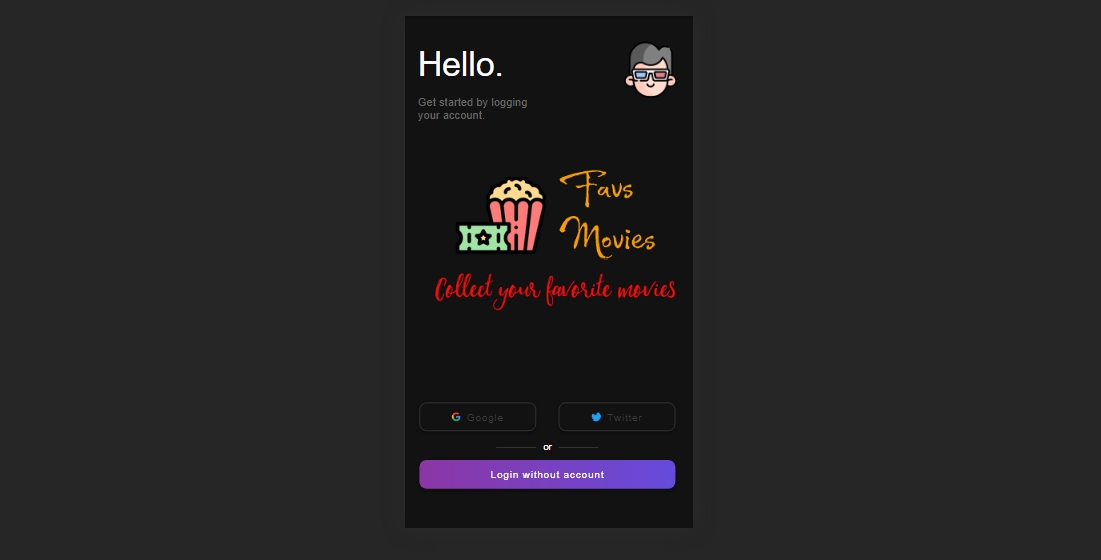 Hello.
Get started by logging
your account.
Favs
Movies
Collect your favorite movies
Google
Twitter
or
Login without account